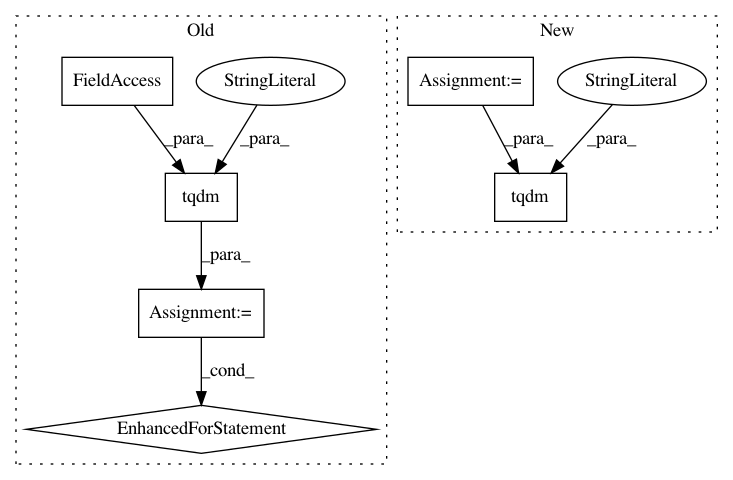 Old
New
FieldAccess
StringLiteral
Assignment:=
StringLiteral
_para_
_para_
_para_
_para_
tqdm
tqdm
_para_
Assignment:=
_cond_
EnhancedForStatement